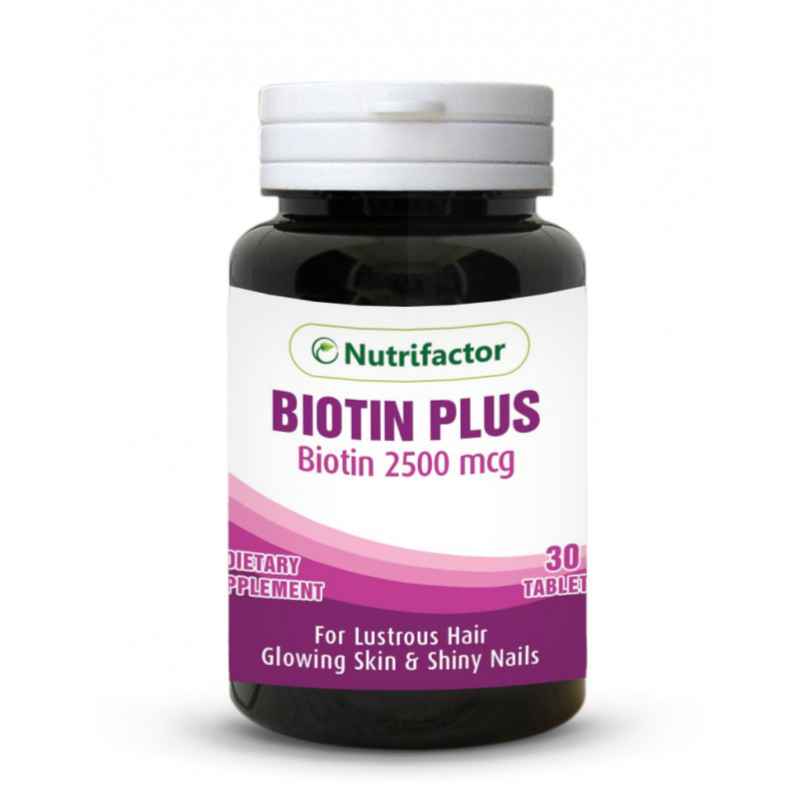 Nutrifactor
BIOTIN PLUS
Biotin 2500 mcg
DIETARY
PPLEMENT
30
TABLET
For Lustrous Hair
Glowing Skin & Shiny Nails